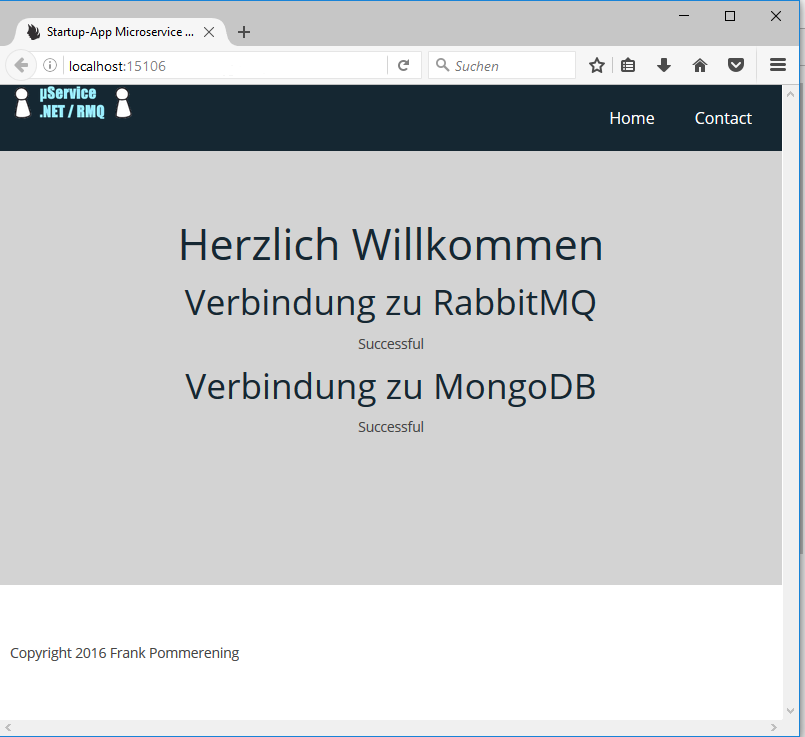 Startup-App Microservice ...
localhost:15106
Suchen
µService
.NET / RMQ
Home
Contact
Herzlich Willkommen
Verbindung zu RabbitMQ
Successful
Verbindung zu MongoDB
Successful
Copyright 2016 Frank Pommerening